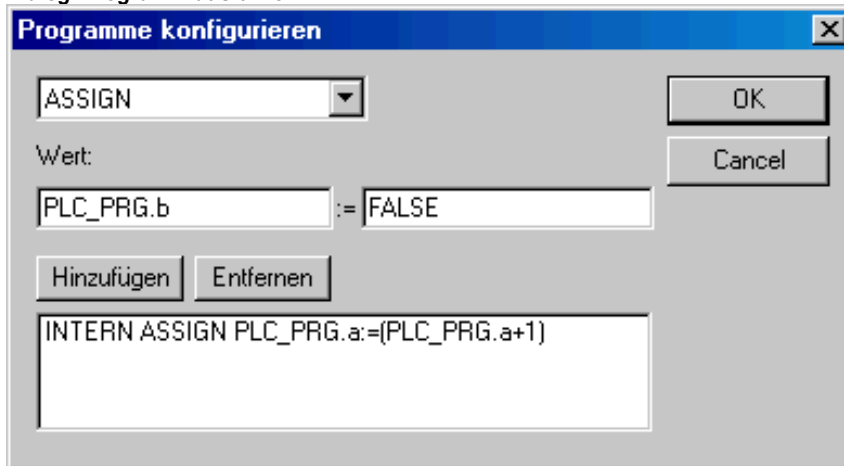 Programme konfigurieren
ASSIGN
OK
Wert:
Cancel
PLC_PRG.b := FALSE
Hinzufügen Entfernen
INTERN ASSIGN PLC_PRG.a:=(PLC_PRG.a+1)